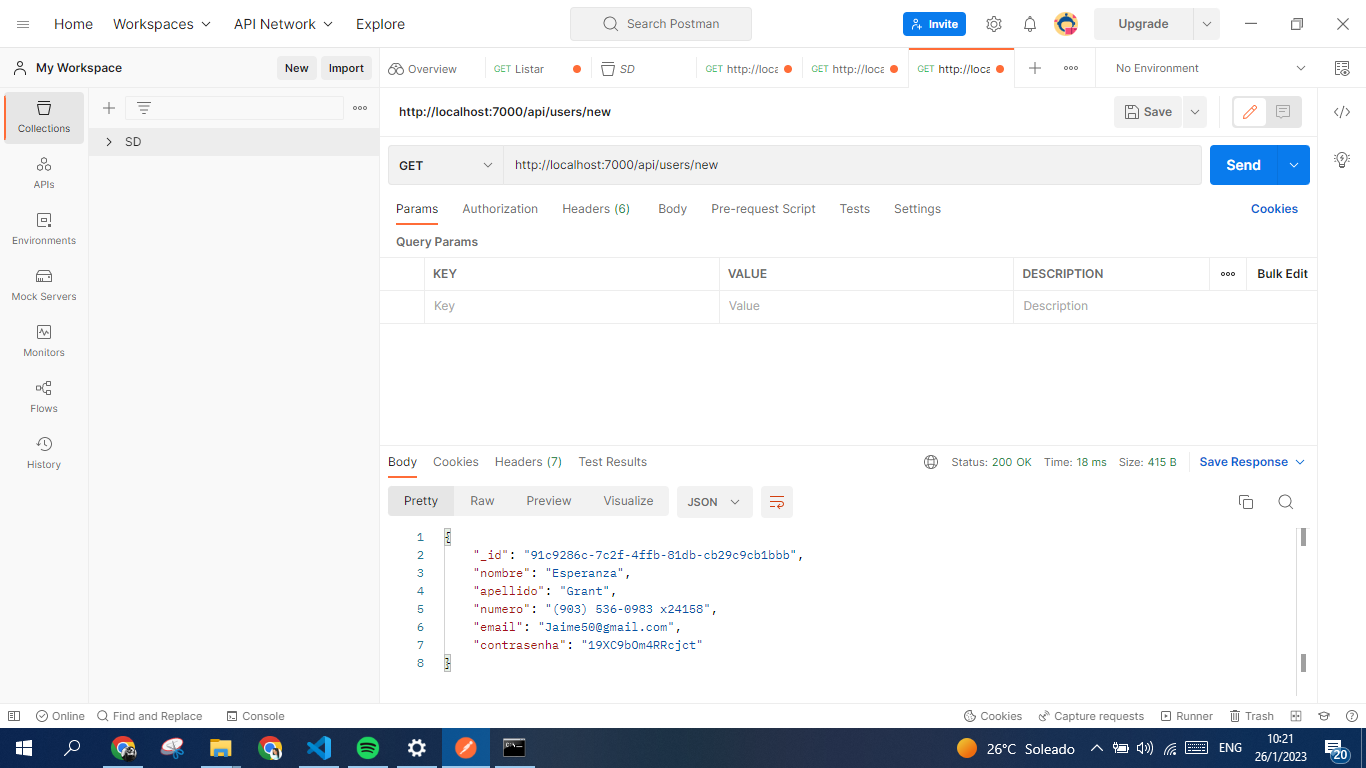 Home Workspaces API Network Explore Search Postman Invite Upgrade
My Workspace New Import Overview GET Listar SD GET http://loca GET http://loca GET http://loca No Environment
Collections
APIs
Environments
Mock Servers
Monitors
Flows
History
SD
http://localhost:7000/api/users/new Save
GET http://localhost:7000/api/users/new Send
Params Authorization Headers (6) Body Pre-request Script Tests Settings Cookies
Query Params
KEY VALUE DESCRIPTION Bulk Edit
Key Value Description
Body Cookies Headers (7) Test Results Status: 200 OK Time: 18 ms Size: 415 B Save Response
Pretty Raw Preview Visualize JSON
1 {
2 "_id": "91c9286c-7c2f-4ffb-81db-cb29c9cb1bbb",
3 "nombre": "Esperanza",
4 "apellido": "Grant",
5 "numero": "(903) 536-0983 x24158",
6 "email": "Jaime50@gmail.com",
7 "contrasenha": "19XC9bOm4RRcjct"
8 }
Online Find and Replace Console Cookies Capture requests Runner Trash
26°C Soleado ENG 10:21
26/1/2023
20